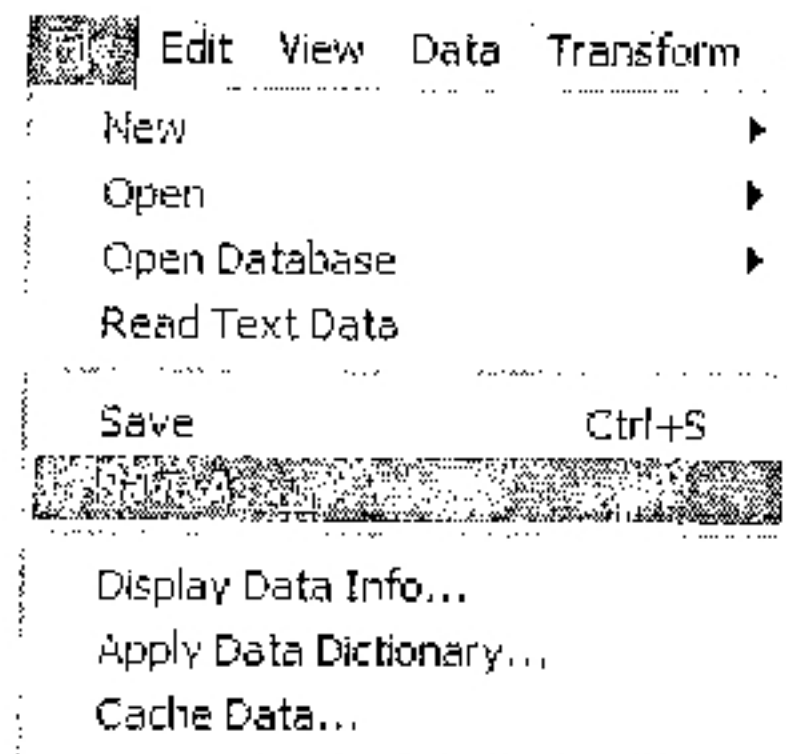 File Edit View Data Transform
New
Open
Open Database
Read Text Data
Save Ctrl+S
Display Data Info...
Apply Data Dictionary...
Cache Data...